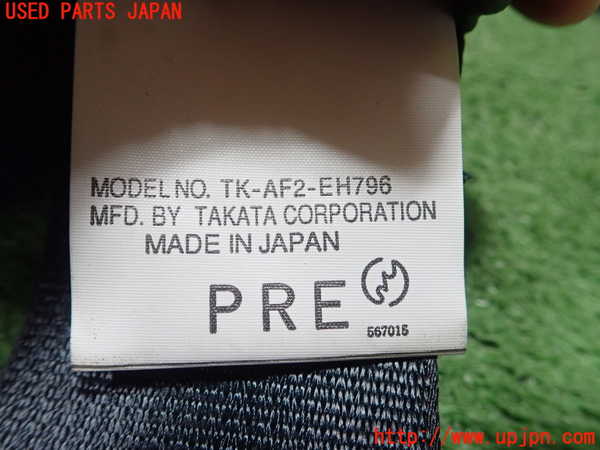 USED PARTS JAPAN
MODEL NO. TK-AF2-EH796
MFD. BY TAKATA CORPORATION
MADE IN JAPAN
PRE
567015
http://www.upjpn.com/